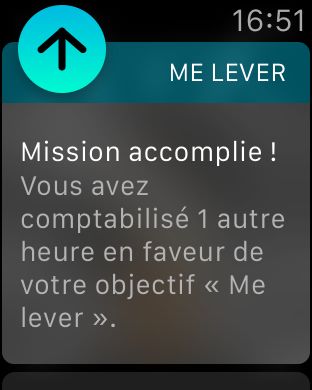 16:51
ME LEVER
Mission accomplie !
Vous avez
comptabilisé 1 autre
heure en faveur de
votre objectif « Me
lever ».